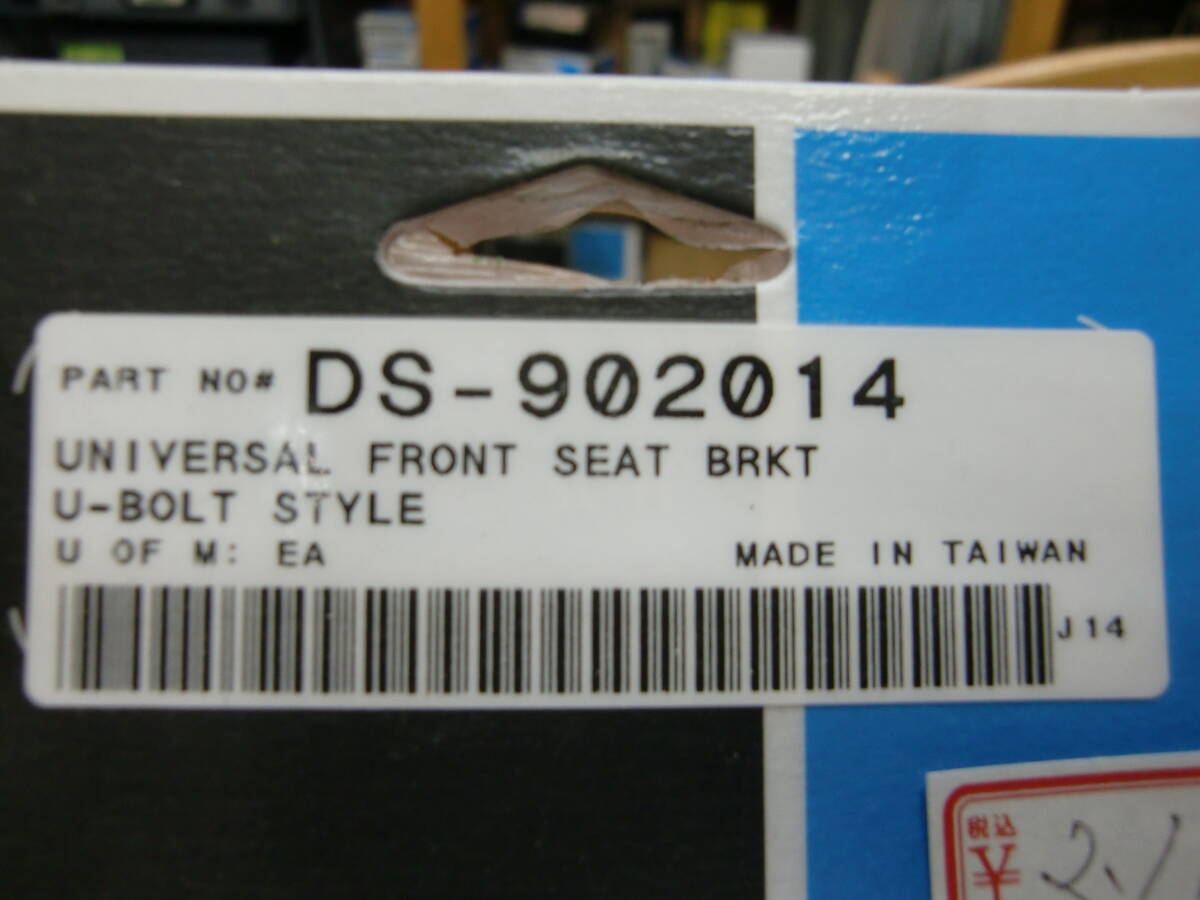 PART NO# DS-902014
UNIVERSAL FRONT SEAT BRKT
U-BOLT STYLE
U OF M: EA MADE IN TAIWAN
J14
税込
¥